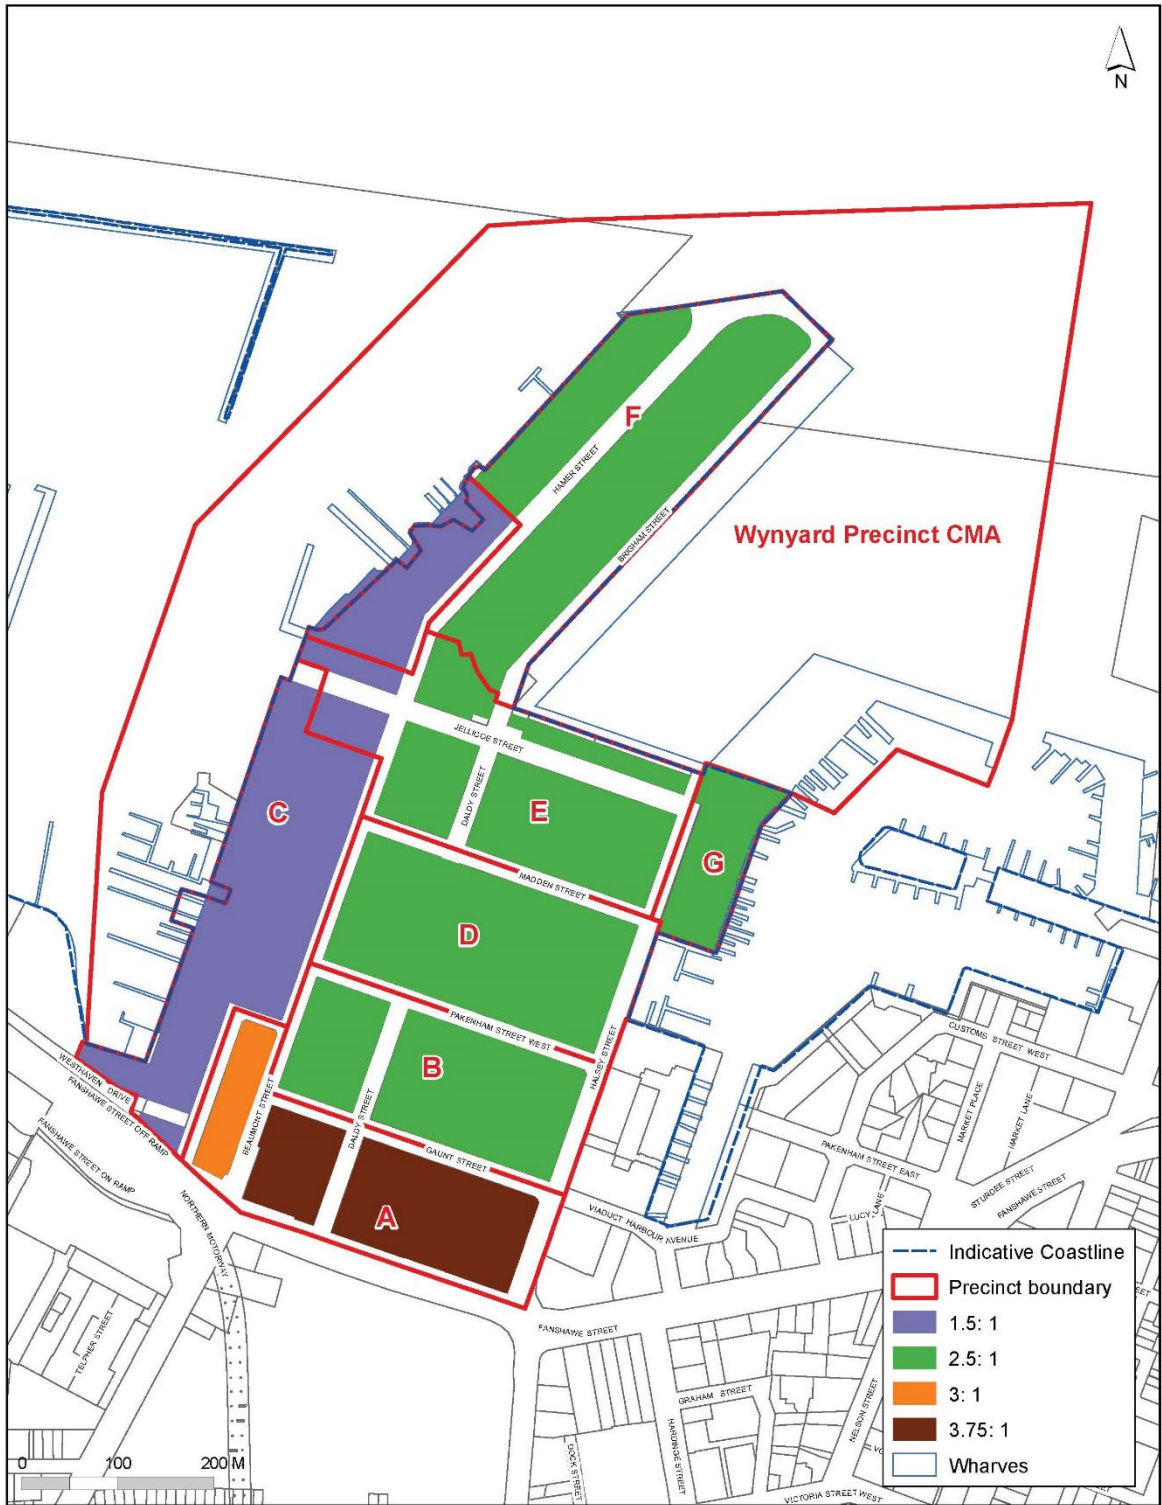 N
F
HAMER STREET
BRIGHAM STREET
Wynyard Precinct CMA
JELLICOE STREET
DALDY STREET
C
E
G
MADDEN STREET
D
PAKENHAM STREET WEST
HALSEY STREET
CUSTOMS STREET WEST
WESTHAVEN DRIVE
FANSHAWE STREET OFF RAMP
BEAUMONT STREET
B
DALDY STREET
GAUNT STREET
MARKET PLACE
MARKET LANE
FANSHAWE STREET ON RAMP
PAKENHAM STREET EAST
STURDEE STREET
FANSHAWE STREET
LUCY LANE
NORTHERN MOTORWAY
A
VIADUCT HARBOUR AVENUE
TELPHER STREET
FANSHAWE STREET
GRAHAM STREET
NELSON STREET
HARDINGE STREET
DOCK STREET
VICTORIA STREET WEST
0 100 200 M
Indicative Coastline
Precinct boundary
1.5: 1
2.5: 1
3: 1
3.75: 1
Wharves